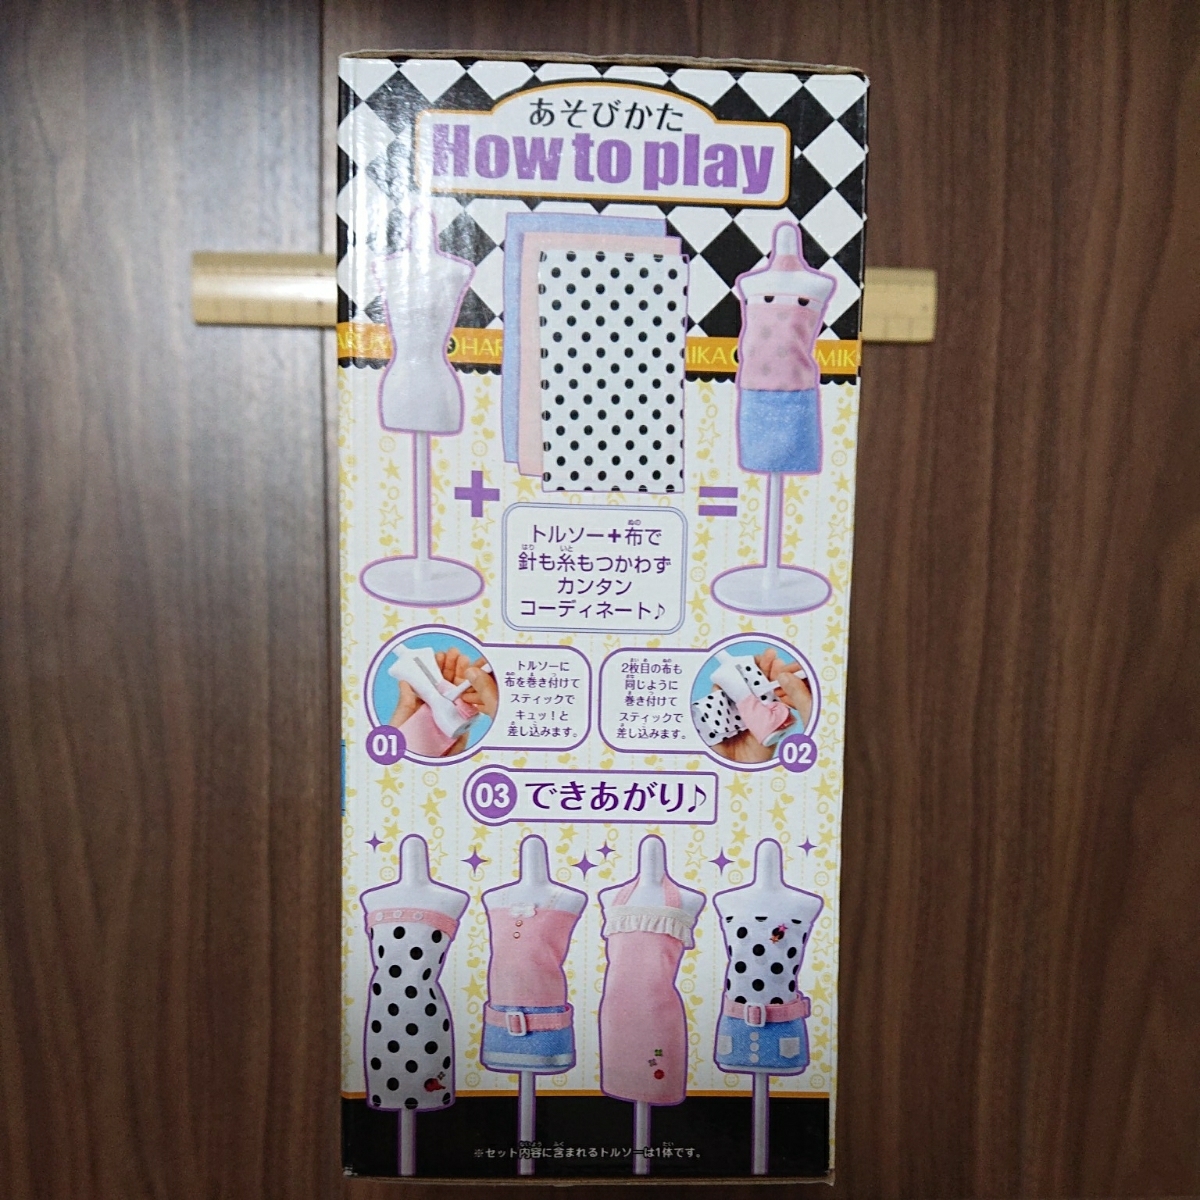 あそびかた
How to play
トルソー+布で
針も糸もつかわず
カンタン
コーディネート♪
トルソーに
布を巻き付けて
スティックで
キュッ!と
差し込みます。
01
2枚目の布も
同じように
巻き付けて
スティックで
差し込みます。
02
03 できあがり♪
※セット内容に含まれるトルソーは1体です。